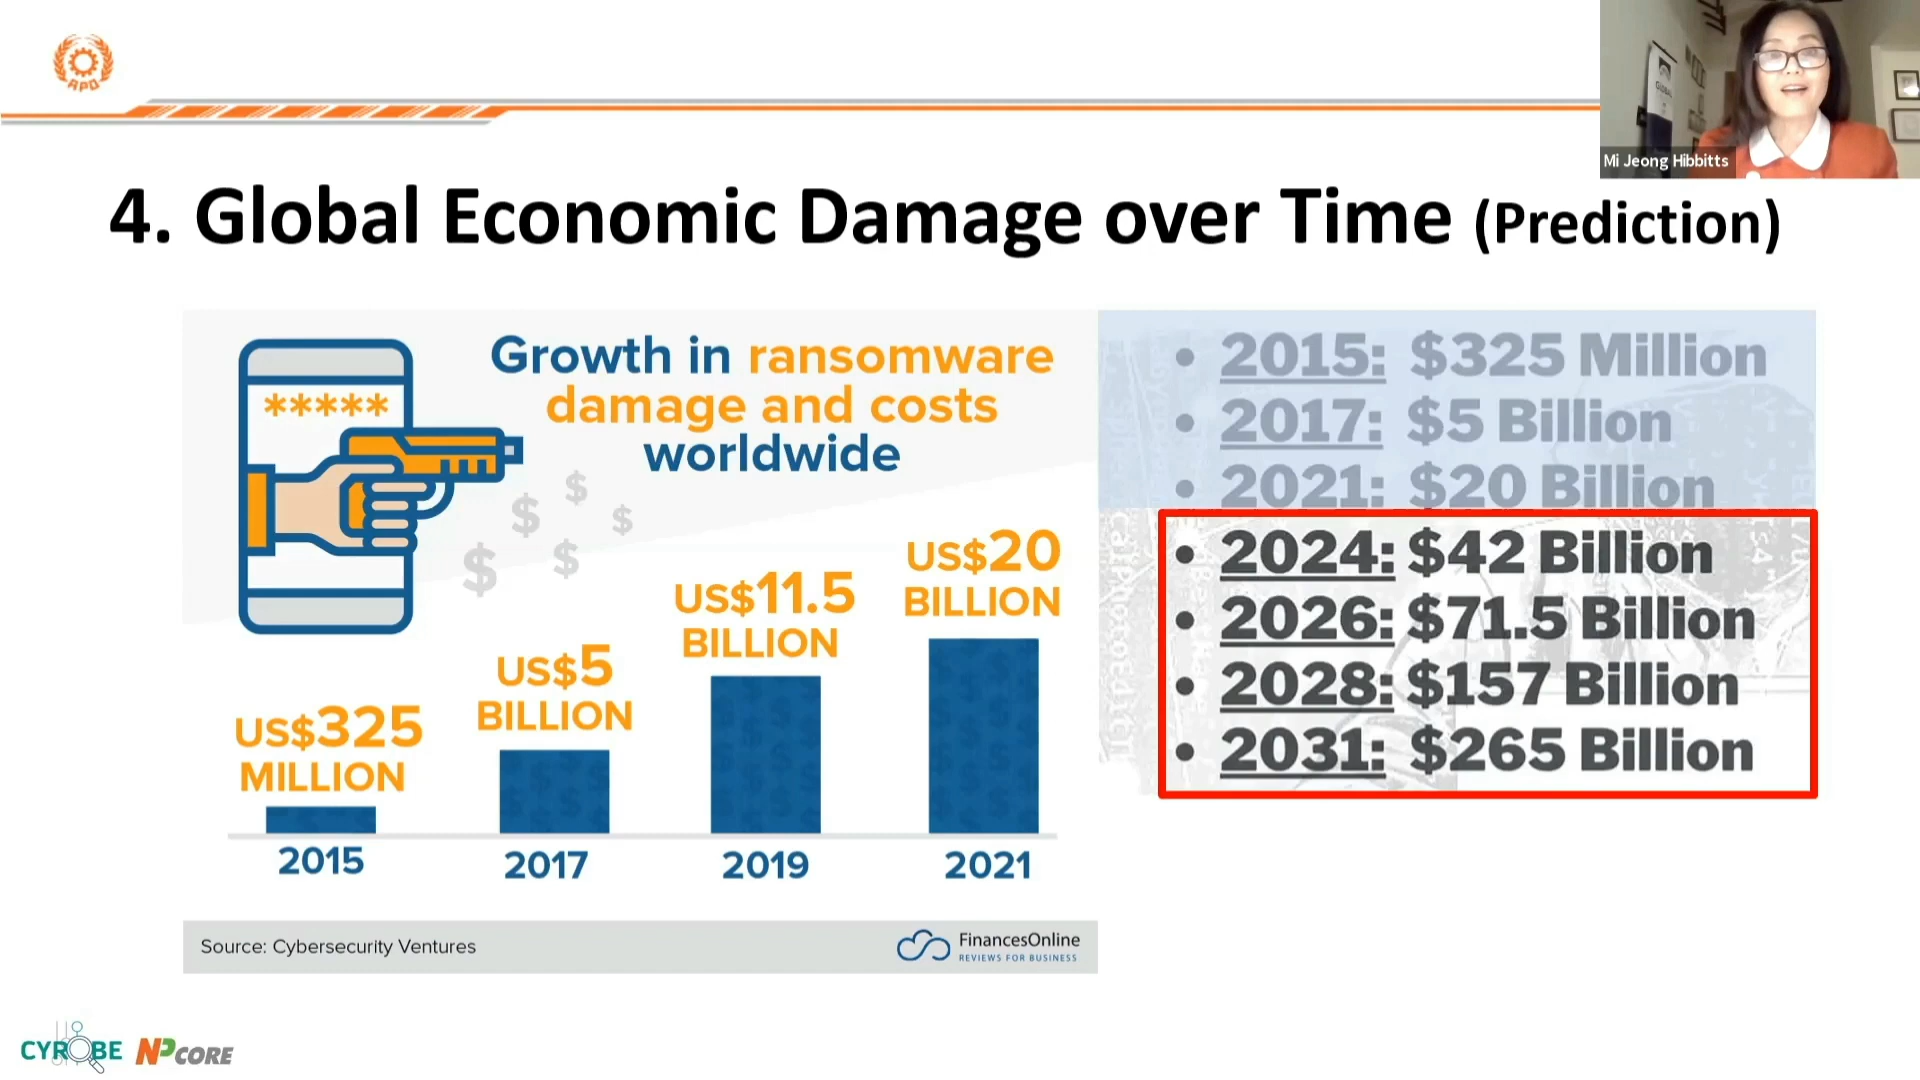 APO
GLOBAL
Mi Jeong Hibbitts
4. Global Economic Damage over Time (Prediction)
*****
Growth in ransomware
damage and costs
worldwide
US$325
MILLION
US$5
BILLION
US$11.5
BILLION
US$20
BILLION
2015
2017
2019
2021
Source: Cybersecurity Ventures
FinancesOnline
REVIEWS FOR BUSINESS
• 2015: $325 Million
• 2017: $5 Billion
• 2021: $20 Billion
• 2024: $42 Billion
• 2026: $71.5 Billion
• 2028: $157 Billion
• 2031: $265 Billion
CYROBE
NPCORE